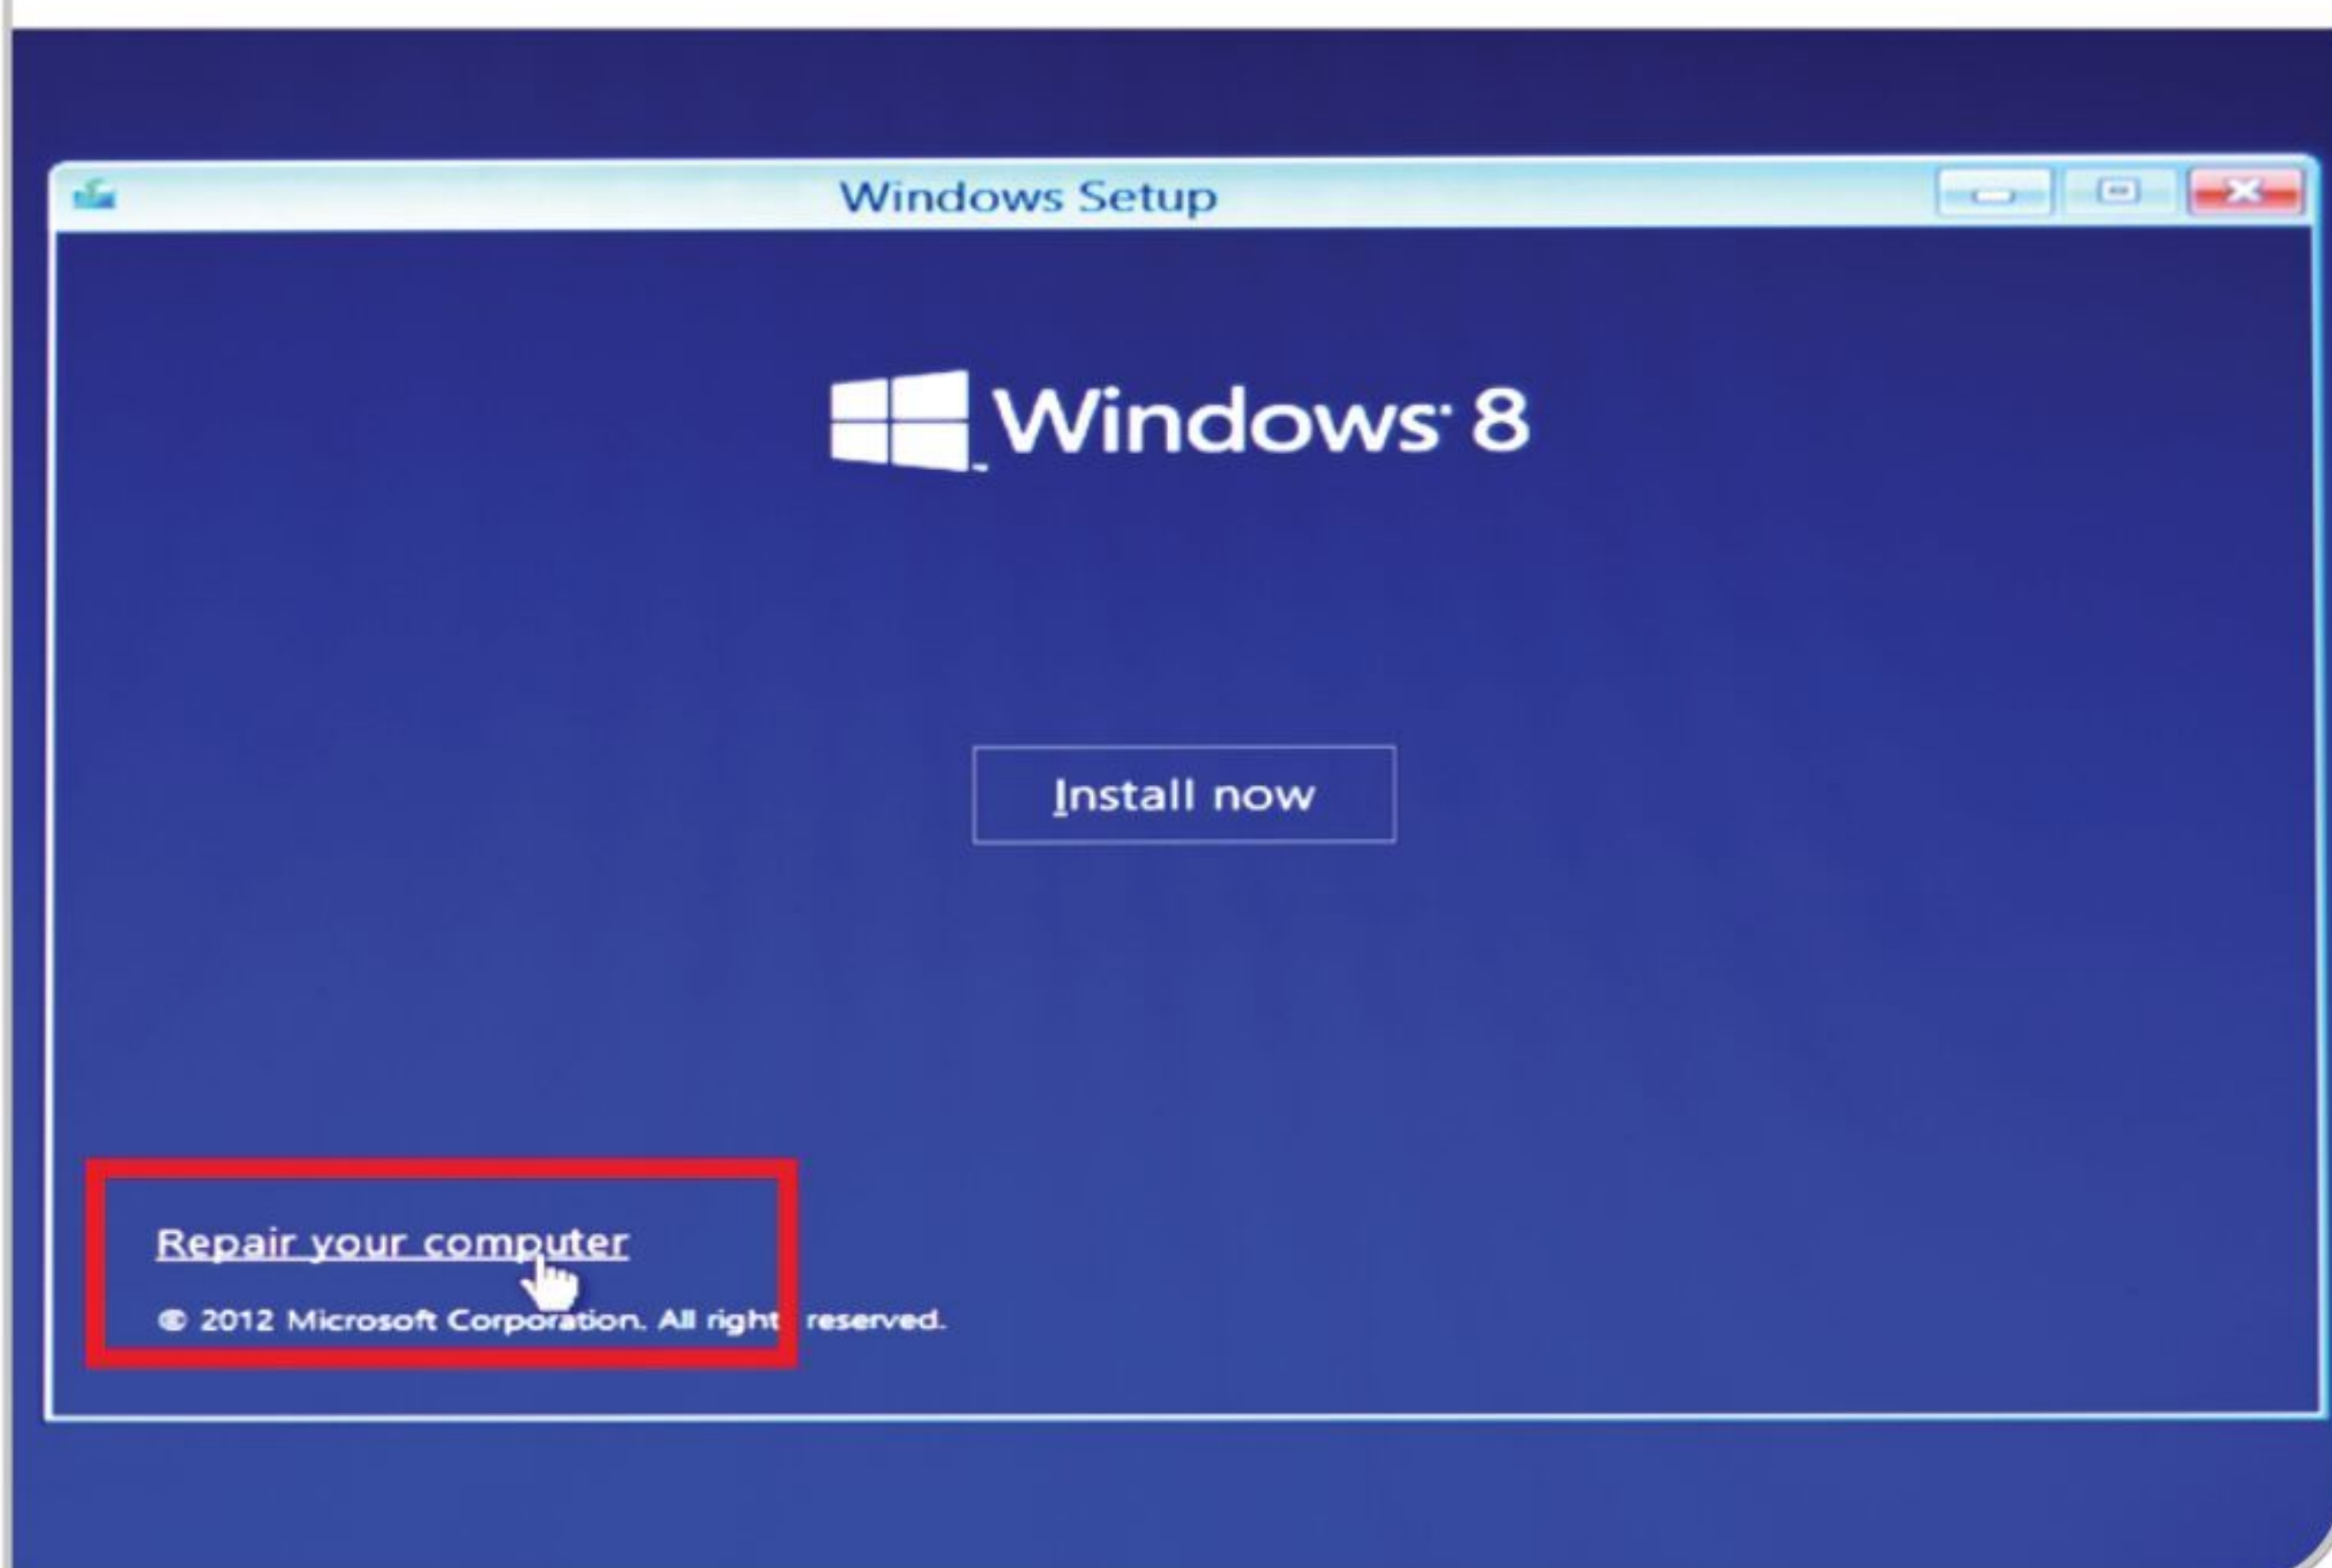 Windows Setup
Windows 8
Install now
Repair your computer
© 2012 Microsoft Corporation. All right reserved.